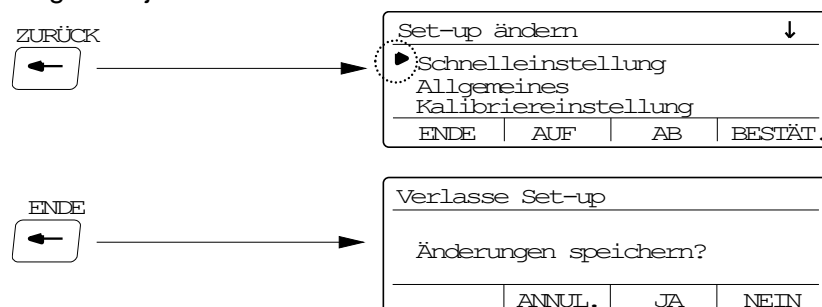 ZURÜCK
Set-up ändern ↓
Schnelleinstellung
Allgemeines
Kalibriereinstellung
ENDE AUF AB BESTÄT.
ENDE
Verlasse Set-up
Änderungen speichern?
ANNUL. JA NEIN